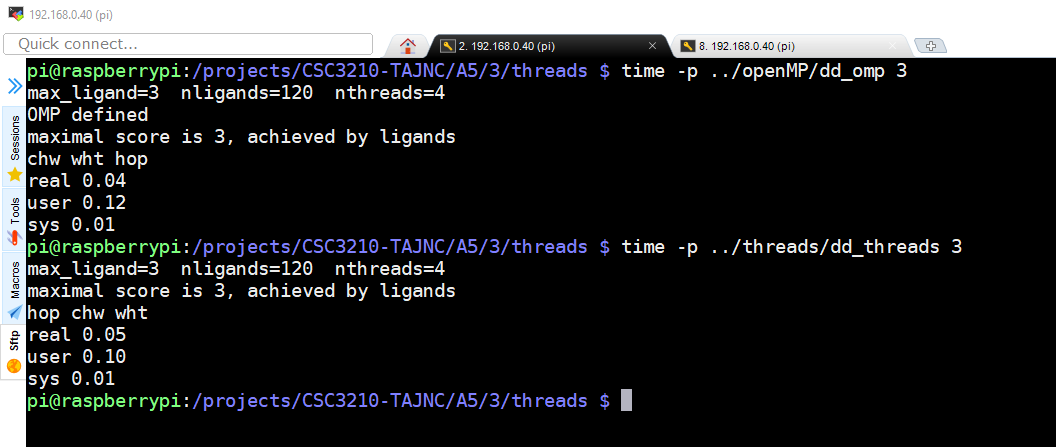 192.168.0.40 (pi)
Quick connect...
2. 192.168.0.40 (pi)
8. 192.168.0.40 (pi)
Sessions
Tools
Macros
Sftp
pi@raspberrypi:/projects/CSC3210-TAJNC/A5/3/threads $ time -p ../openMP/dd_omp 3
max_ligand=3  nligands=120  nthreads=4
OMP defined
maximal score is 3, achieved by ligands
chw wht hop
real 0.04
user 0.12
sys 0.01
pi@raspberrypi:/projects/CSC3210-TAJNC/A5/3/threads $ time -p ../threads/dd_threads 3
max_ligand=3  nligands=120  nthreads=4
maximal score is 3, achieved by ligands
hop chw wht
real 0.05
user 0.10
sys 0.01
pi@raspberrypi:/projects/CSC3210-TAJNC/A5/3/threads $